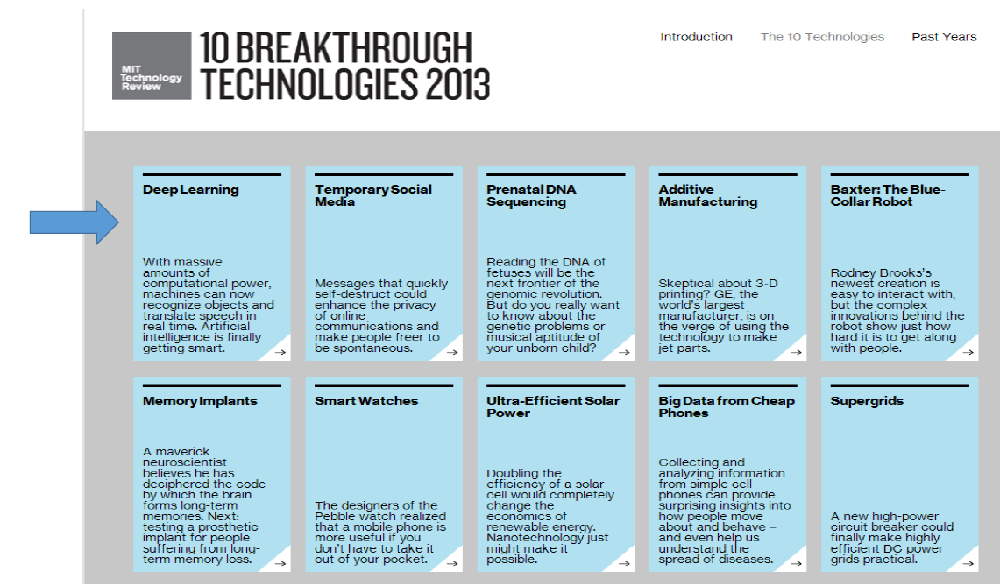 MIT
Technology
Review
10 BREAKTHROUGH
TECHNOLOGIES 2013
Introduction The 10 Technologies Past Years
Deep Learning
With massive
amounts of
computational power,
machines can now
recognize objects and
translate speech in
real time. Artificial
intelligence is finally
getting smart.
→
Temporary Social
Media
Messages that quickly
self-destruct could
enhance the privacy
of online
communications and
make people freer to
be spontaneous.
→
Prenatal DNA
Sequencing
Reading the DNA of
fetuses will be the
next frontier of the
genomic revolution.
But do you really want
to know about the
genetic problems or
musical aptitude of
your unborn child?
→
Additive
Manufacturing
Skeptical about 3-D
printing? GE, the
world's largest
manufacturer, is on
the verge of using the
technology to make
jet parts.
→
Baxter: The Blue-
Collar Robot
Rodney Brooks's
newest creation is
easy to interact with,
but the complex
innovations behind the
robot show just how
hard it is to get along
with people.
→
Memory Implants
A maverick
neuroscientist
believes he has
deciphered the code
by which the brain
forms long-term
memories. Next:
testing a prosthetic
implant for people
suffering from long-
term memory loss.
→
Smart Watches
The designers of the
Pebble watch realized
that a mobile phone is
more useful if you
don't have to take it
out of your pocket.
→
Ultra-Efficient Solar
Power
Doubling the
efficiency of a solar
cell would completely
change the
economics of
renewable energy.
Nanotechnology just
might make it
possible.
→
Big Data from Cheap
Phones
Collecting and
analyzing information
from simple cell
phones can provide
surprising insights into
how people move
about and behave –
and even help us
understand the
spread of diseases.
→
Supergrids
A new high-power
circuit breaker could
finally make highly
efficient DC power
grids practical.
→